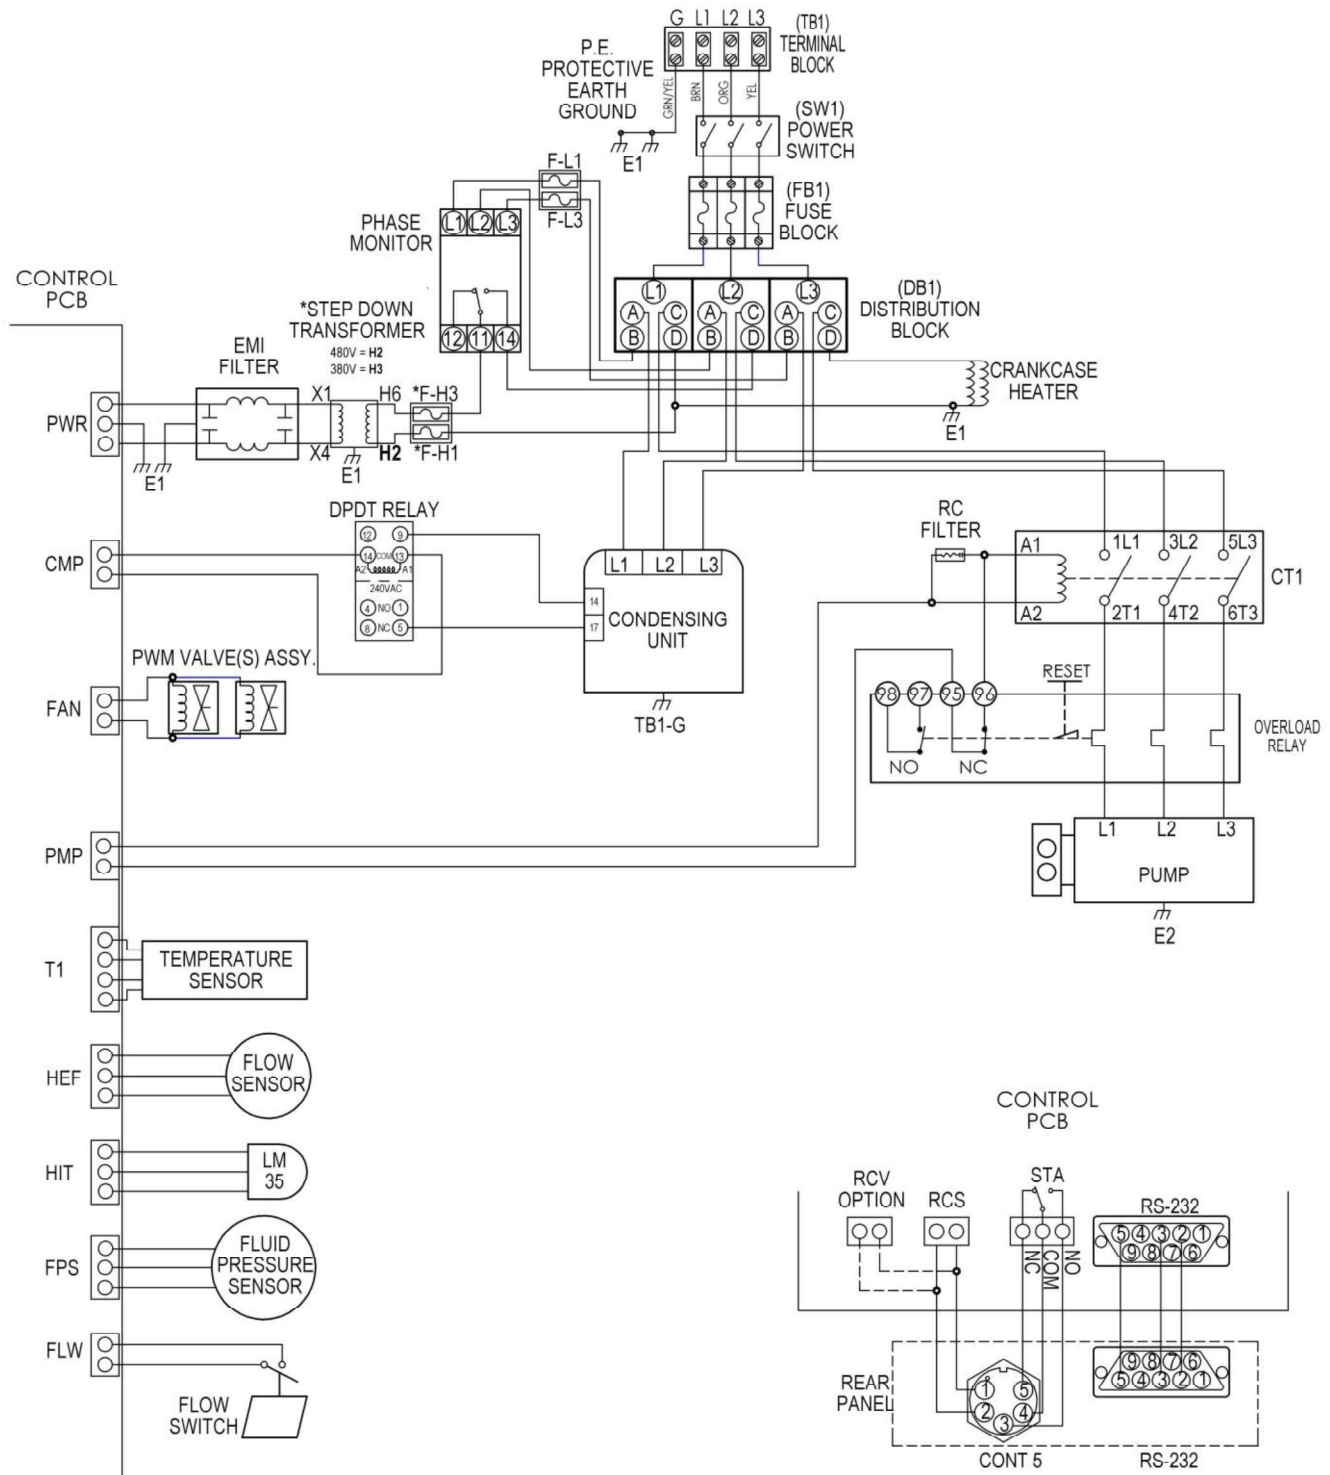 G L1 L2 L3
(TB1)
TERMINAL
BLOCK
P.E.
PROTECTIVE
EARTH
GROUND
GRN/YEL
BRN
ORG
YEL
(SW1)
POWER
SWITCH
E1
F-L1
F-L3
(FB1)
FUSE
BLOCK
PHASE
MONITOR
L1 L2 L3
12 11 14
CONTROL
PCB
*STEP DOWN
TRANSFORMER
480V = H2
380V = H3
L1 L2 L3
A C A C A C
B D B D B D
(DB1)
DISTRIBUTION
BLOCK
EMI
FILTER
CRANKCASE
HEATER
E1
PWR
X1 H6 *F-H3
X4 H2 *F-H1
E1
E1
DPDT RELAY
12 9
14 COM 13
A2 A1
240VAC
4 NO 1
8 NC 5
CMP
L1 L2 L3
14
17
CONDENSING
UNIT
TB1-G
RC
FILTER
A1 1L1 3L2 5L3
A2 2T1 4T2 6T3
CT1
PWM VALVE(S) ASSY.
FAN
RESET
98 97 95 96
NO NC
OVERLOAD
RELAY
PMP
L1 L2 L3
PUMP
E2
T1
TEMPERATURE
SENSOR
HEF
FLOW
SENSOR
HIT
LM
35
FPS
FLUID
PRESSURE
SENSOR
FLW
FLOW
SWITCH
CONTROL
PCB
RCV
OPTION
RCS
STA
NC
COM
NO
RS-232
5 4 3 2 1
9 8 7 6
REAR
PANEL
1 5
2 4
3
CONT 5
9 8 7 6
5 4 3 2 1
RS-232